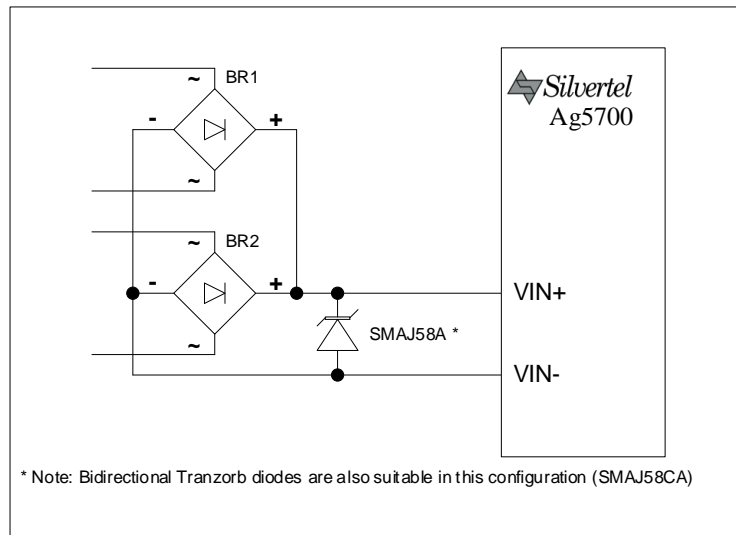 ~
BR1
Silvertel
Ag5700
-
+
~
~
BR2
-
+
VIN+
~
SMAJ58A *
VIN-
* Note: Bidirectional Tranzorb diodes are also suitable in this configuration (SMAJ58CA)